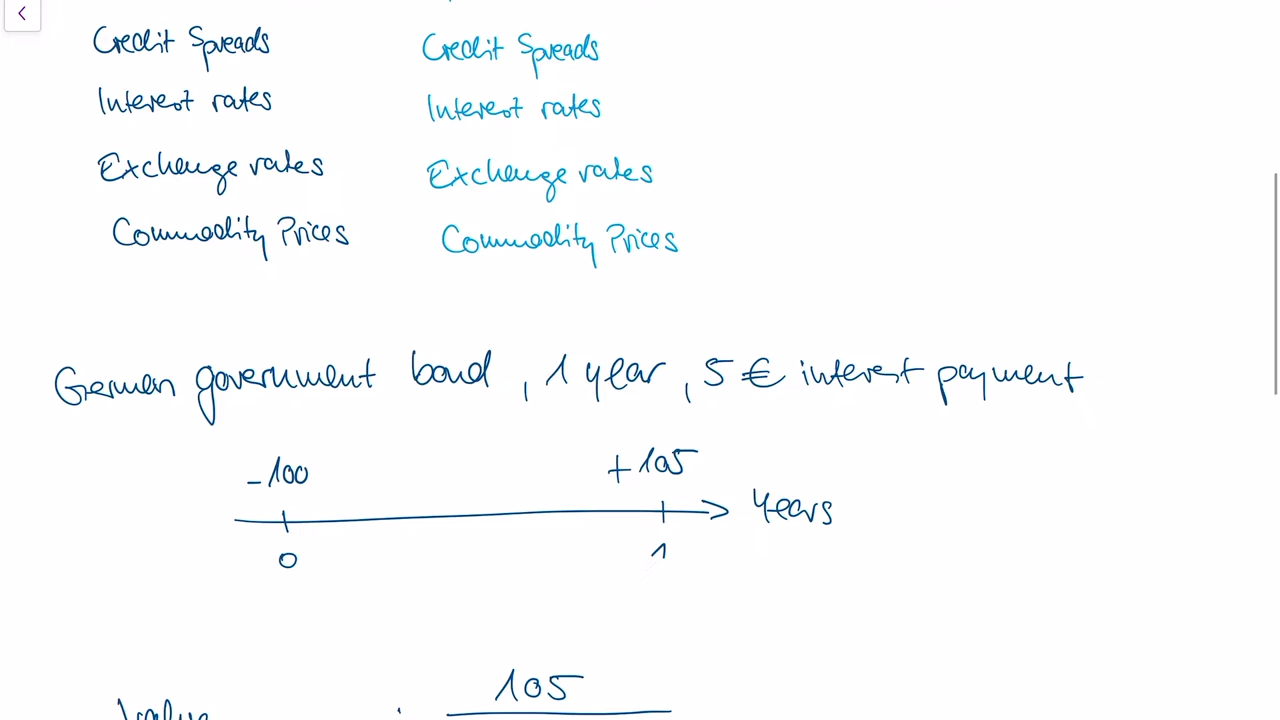 Credit Spreads Credit Spreads
Interest rates Interest rates
Exchange rates Exchange rates
Commodity Prices Commodity Prices
German government bond, 1 year, 5 € interest payment
-100 +105
Years
0 1
105
Value